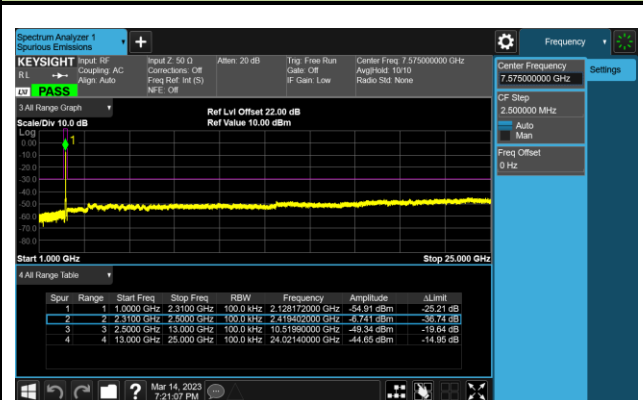 Spectrum Analyzer 1
Spurious Emissions
Frequency
KEYSIGHT Input: RF Input Z: 50 Ω Atten: 20 dB Trig: Free Run Center Freq: 7.575000000 GHz
RL Coupling: AC Corrections: Off Gate: Off Avg|Hold: 10/10
Align: Auto Freq Ref: Int (S) IF Gain: Low Radio Std: None
NFE: Off
LXI PASS
3 All Range Graph
Ref Lvl Offset 22.00 dB
Scale/Div 10.0 dB Ref Value 10.00 dBm
Log
1
0.00
-10.0
-20.0
-30.0
-40.0
-50.0
-60.0
-70.0
-80.0
Start 1.000 GHz Stop 25.000 GHz
4 All Range Table
Spur Range Start Freq Stop Freq RBW Frequency Amplitude ΔLimit
1 1 1.0000 GHz 2.3100 GHz 100.0 kHz 2.128172000 GHz -54.91 dBm -25.21 dB
2 2 2.3100 GHz 2.5000 GHz 100.0 kHz 2.419402000 GHz -6.741 dBm -36.74 dB
3 3 2.5000 GHz 13.000 GHz 100.0 kHz 10.51990000 GHz -49.34 dBm -19.64 dB
4 4 13.000 GHz 25.000 GHz 100.0 kHz 24.02140000 GHz -44.65 dBm -14.95 dB
Center Frequency
7.575000000 GHz
Settings
CF Step
2.500000 MHz
Auto
Man
Freq Offset
0 Hz
?
Mar 14, 2023
7:21:07 PM